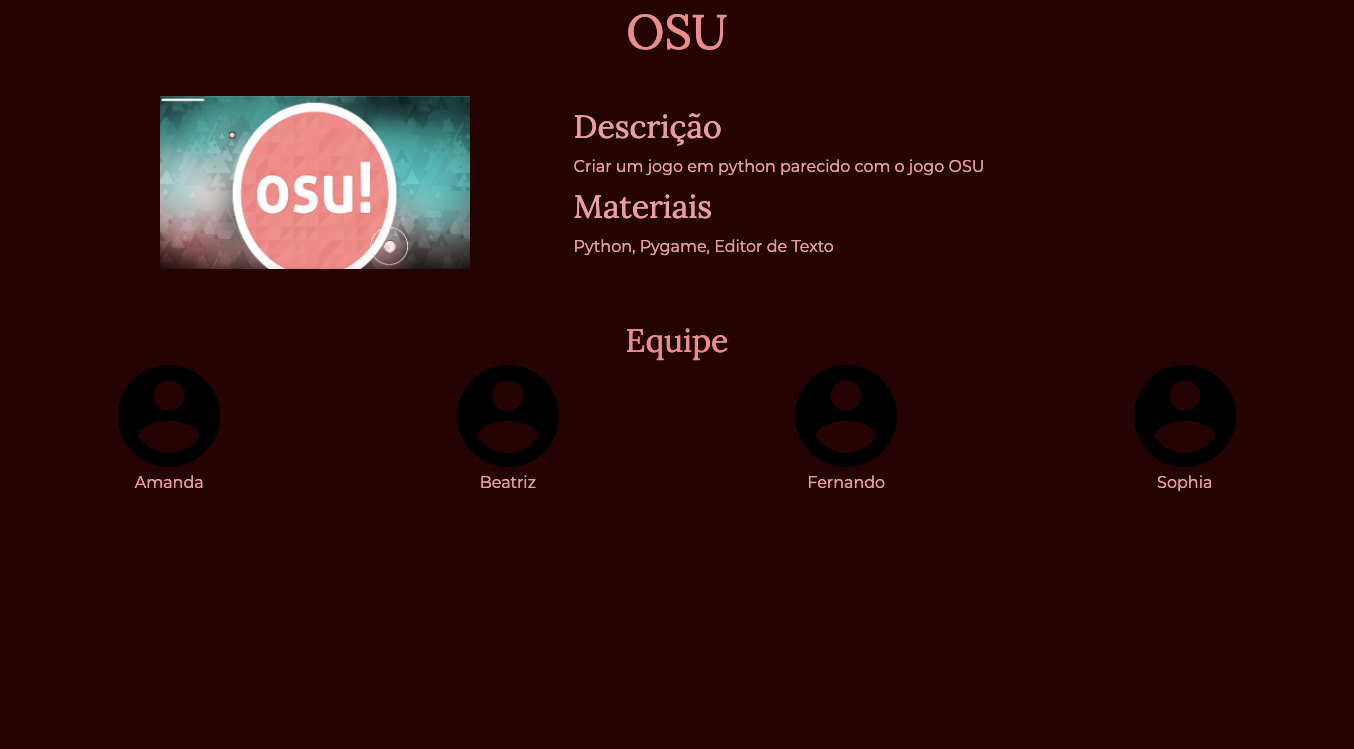 OSU
osu!
Descrição
Criar um jogo em python parecido com o jogo OSU
Materiais
Python, Pygame, Editor de Texto
Equipe
Amanda
Beatriz
Fernando
Sophia